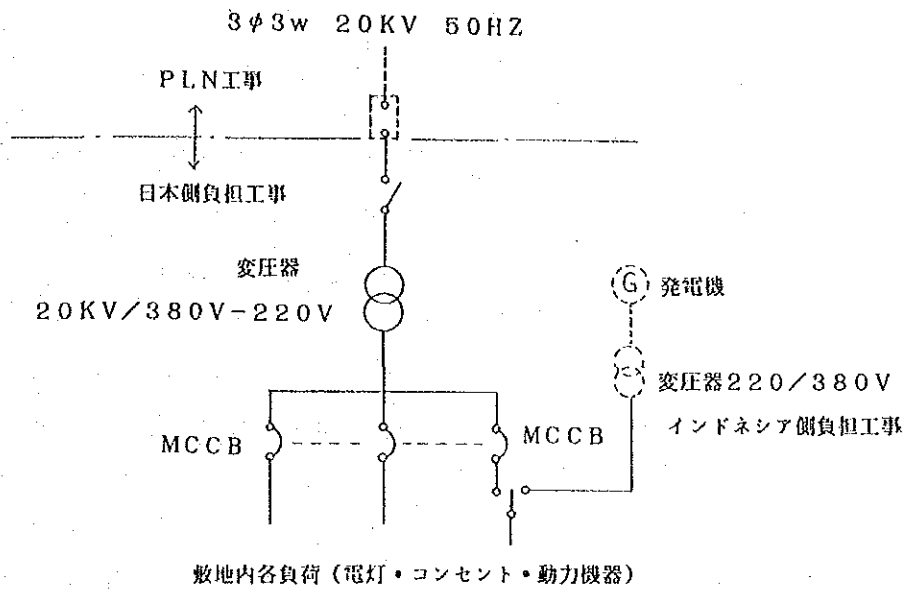 3φ3w 20KV 50HZ
PLN工事
日本側負担工事
変圧器
20KV/380V-220V
G 発電機
変圧器220/380V
インドネシア側負担工事
MCCB
MCCB
敷地内各負荷(電灯・コンセント・動力機器)